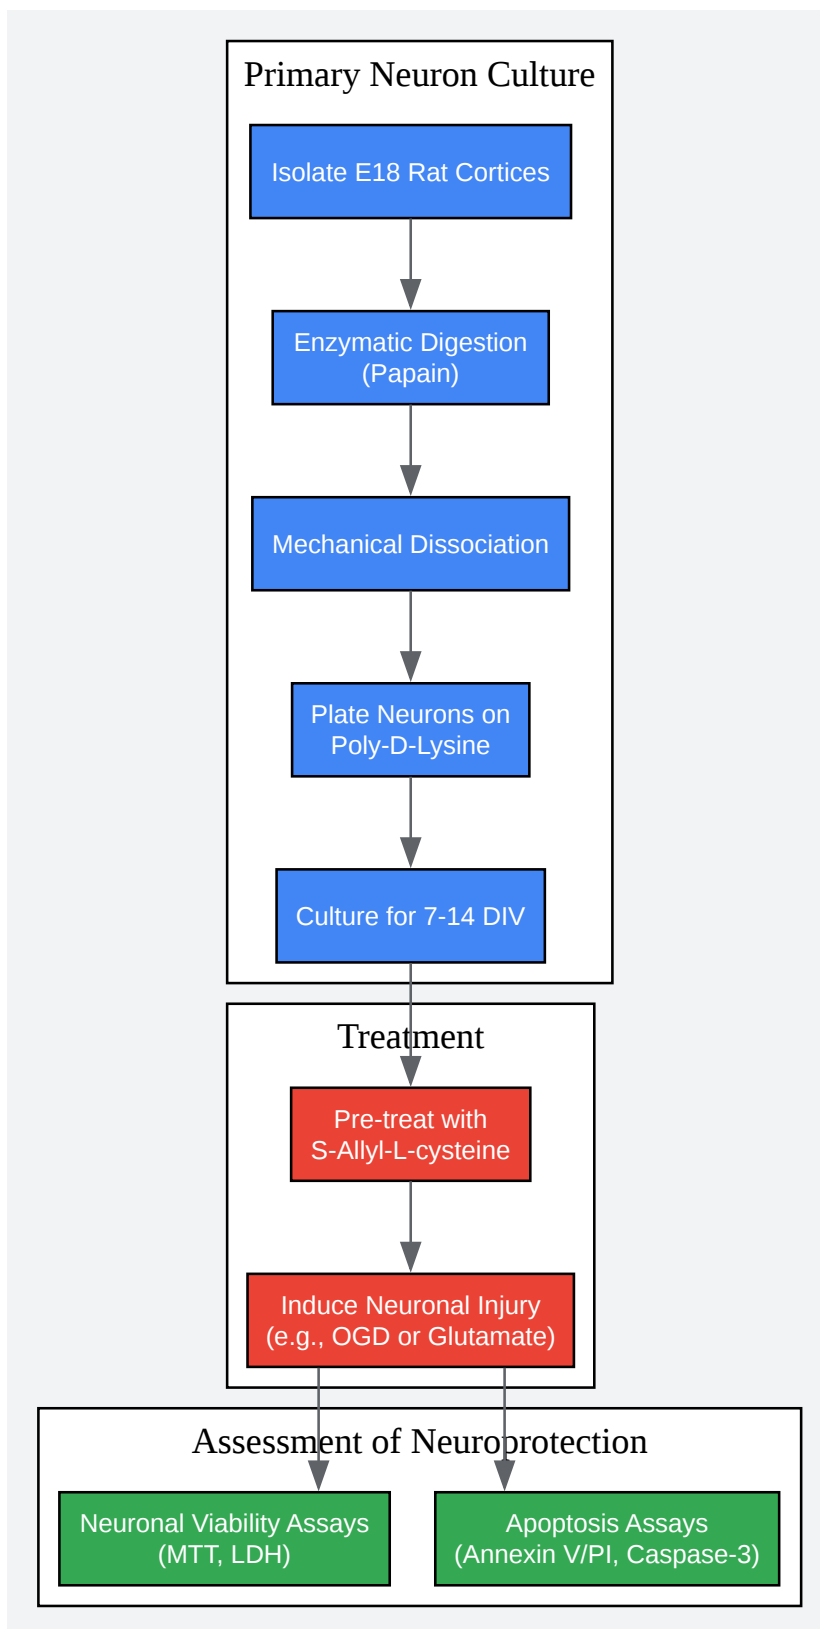 Primary Neuron Culture
Isolate E18 Rat Cortices
Enzymatic Digestion
(Papain)
Mechanical Dissociation
Plate Neurons on
Poly-D-Lysine
Culture for 7-14 DIV
Treatment
Pre-treat with
S-Allyl-L-cysteine
Induce Neuronal Injury
(e.g., OGD or Glutamate)
Assessment of Neuroprotection
Neuronal Viability Assays
(MTT, LDH)
Apoptosis Assays
(Annexin V/PI, Caspase-3)